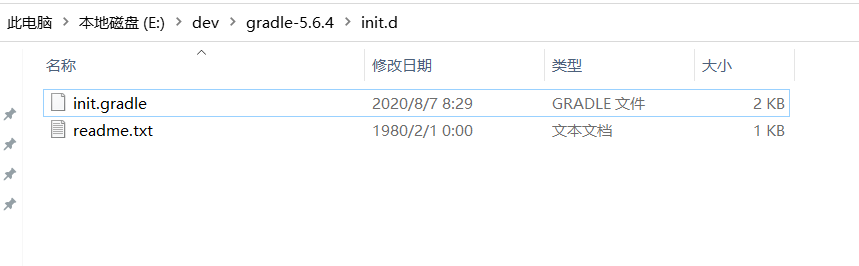 此电脑 > 本地磁盘 (E:) > dev > gradle-5.6.4 > init.d
名称 修改日期 类型 大小
init.gradle 2020/8/7 8:29 GRADLE 文件 2 KB
readme.txt 1980/2/1 0:00 文本文档 1 KB